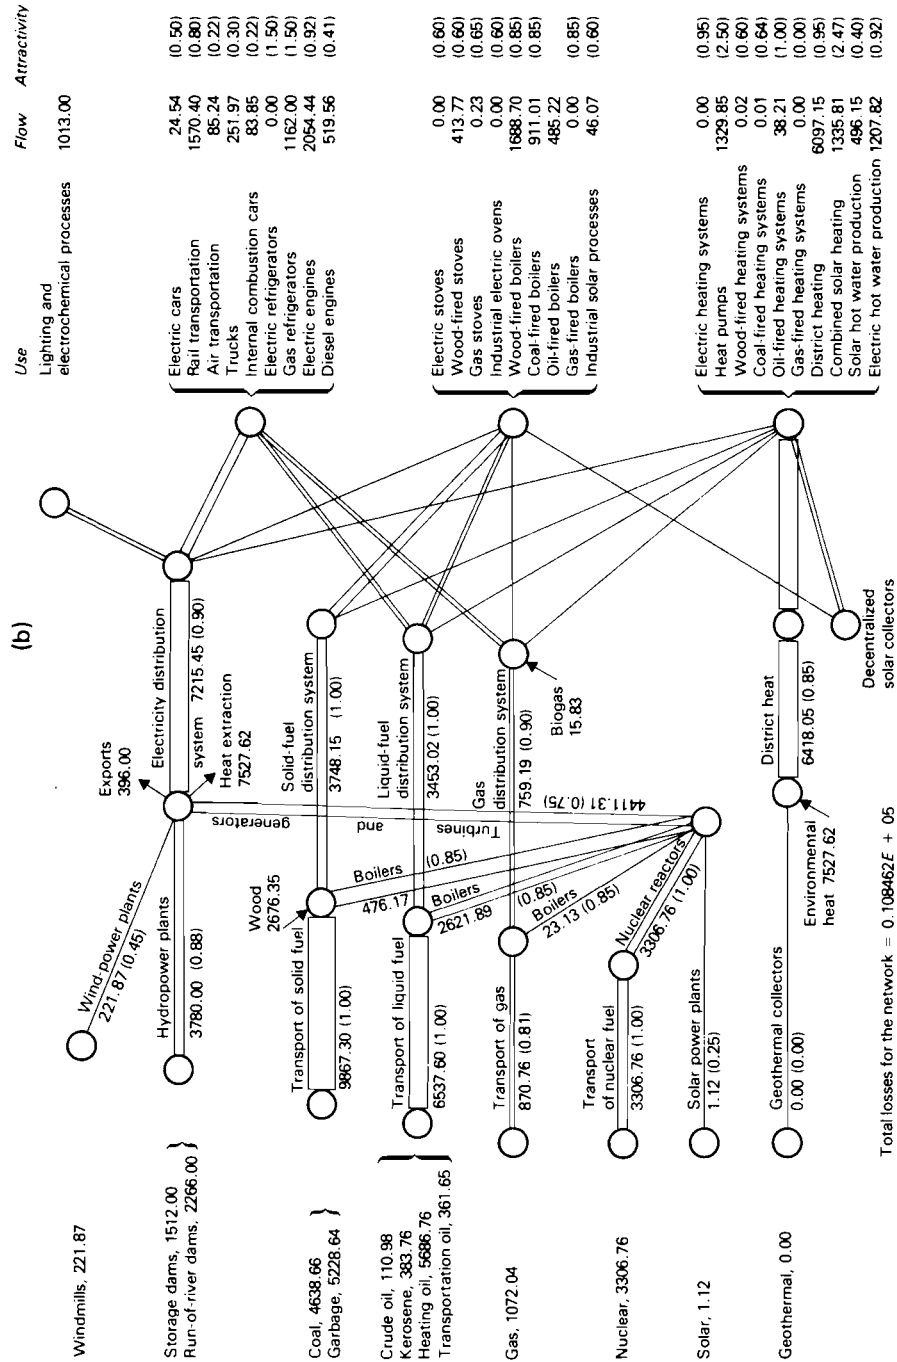 (b)
Use Flow Attractivity
Lighting and
electrochemical processes 1013.00
Electric cars 24.54 (0.50)
Rail transportation 1570.40 (0.80)
Air transportation 85.24 (0.22)
Trucks 251.97 (0.30)
Internal combustion cars 83.85 (0.22)
Electric refrigerators 0.00 (1.50)
Gas refrigerators 1162.00 (1.50)
Electric engines 2054.44 (0.92)
Diesel engines 519.56 (0.41)
Electric stoves 0.00 (0.60)
Wood-fired stoves 413.77 (0.60)
Gas stoves 0.23 (0.65)
Industrial electric ovens 0.00 (0.60)
Wood-fired boilers 1688.70 (0.85)
Coal-fired boilers 911.01 (0.85)
Oil-fired boilers 485.22
Gas-fired boilers 0.00 (0.85)
Industrial solar processes 46.07 (0.60)
Electric heating systems 0.00 (0.95)
Heat pumps 1329.85 (2.50)
Wood-fired heating systems 0.02 (0.60)
Coal-fired heating systems 0.01 (0.64)
Oil-fired heating systems 38.21 (1.00)
Gas-fired heating systems 0.00 (0.00)
District heating 6097.15 (0.95)
Combined solar heating 1335.81 (2.47)
Solar hot water production 496.15 (0.40)
Electric hot water production 1207.82 (0.92)
Windmills, 221.87
Wind-power plants
221.87 (0.45)
Storage dams, 1512.00
Run-of-river dams, 2266.00
Hydropower plants
3780.00 (0.88)
Exports
396.00
Electricity distribution
system 7215.45 (0.90)
Heat extraction
7527.62
Coal, 4638.66
Garbage, 5228.64
Transport of solid fuel
9867.30 (1.00)
Wood
2676.35
Solid-fuel
distribution system
3748.15 (1.00)
Crude oil, 110.98
Kerosene, 383.76
Heating oil, 5686.76
Transportation oil, 361.65
Transport of liquid fuel
6537.60 (1.00)
Liquid-fuel
distribution system
3453.02 (1.00)
Gas, 1072.04
Transport of gas
870.76 (0.81)
Gas
distribution system
759.19 (0.90)
Biogas
15.83
Boilers (0.85)
476.17
Boilers
2621.89 (0.85)
Boilers
23.13 (0.85)
Turbines and generators
4411.31 (0.75)
Nuclear, 3306.76
Transport
of nuclear fuel
3306.76 (1.00)
Nuclear reactors
3306.76 (1.00)
Solar, 1.12
Solar power plants
1.12 (0.25)
Geothermal, 0.00
Geothermal collectors
0.00 (0.00)
Environmental
heat 7527.62
District heat
6418.05 (0.85)
Decentralized
solar collectors
Total losses for the network = 0.108462E + 05